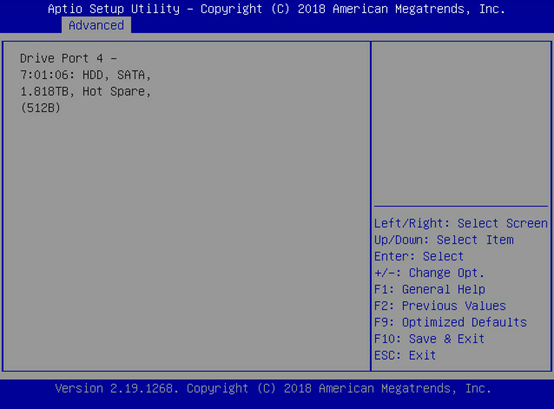 Aptio Setup Utility – Copyright (C) 2018 American Megatrends, Inc.
Advanced
Drive Port 4 –
7:01:06: HDD, SATA,
1.818TB, Hot Spare,
(512B)
Left/Right: Select Screen
Up/Down: Select Item
Enter: Select
+/-: Change Opt.
F1: General Help
F2: Previous Values
F9: Optimized Defaults
F10: Save & Exit
ESC: Exit
Version 2.19.1268. Copyright (C) 2018 American Megatrends, Inc.